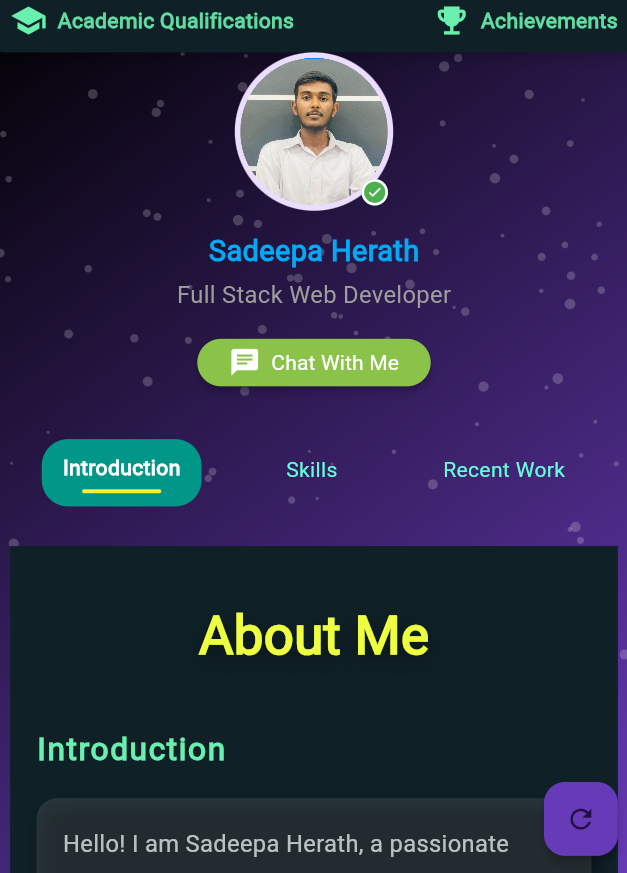 Academic Qualifications
Achievements
Sadeepa Herath
Full Stack Web Developer
Chat With Me
Introduction
Skills
Recent Work
About Me
Introduction
Hello! I am Sadeepa Herath, a passionate